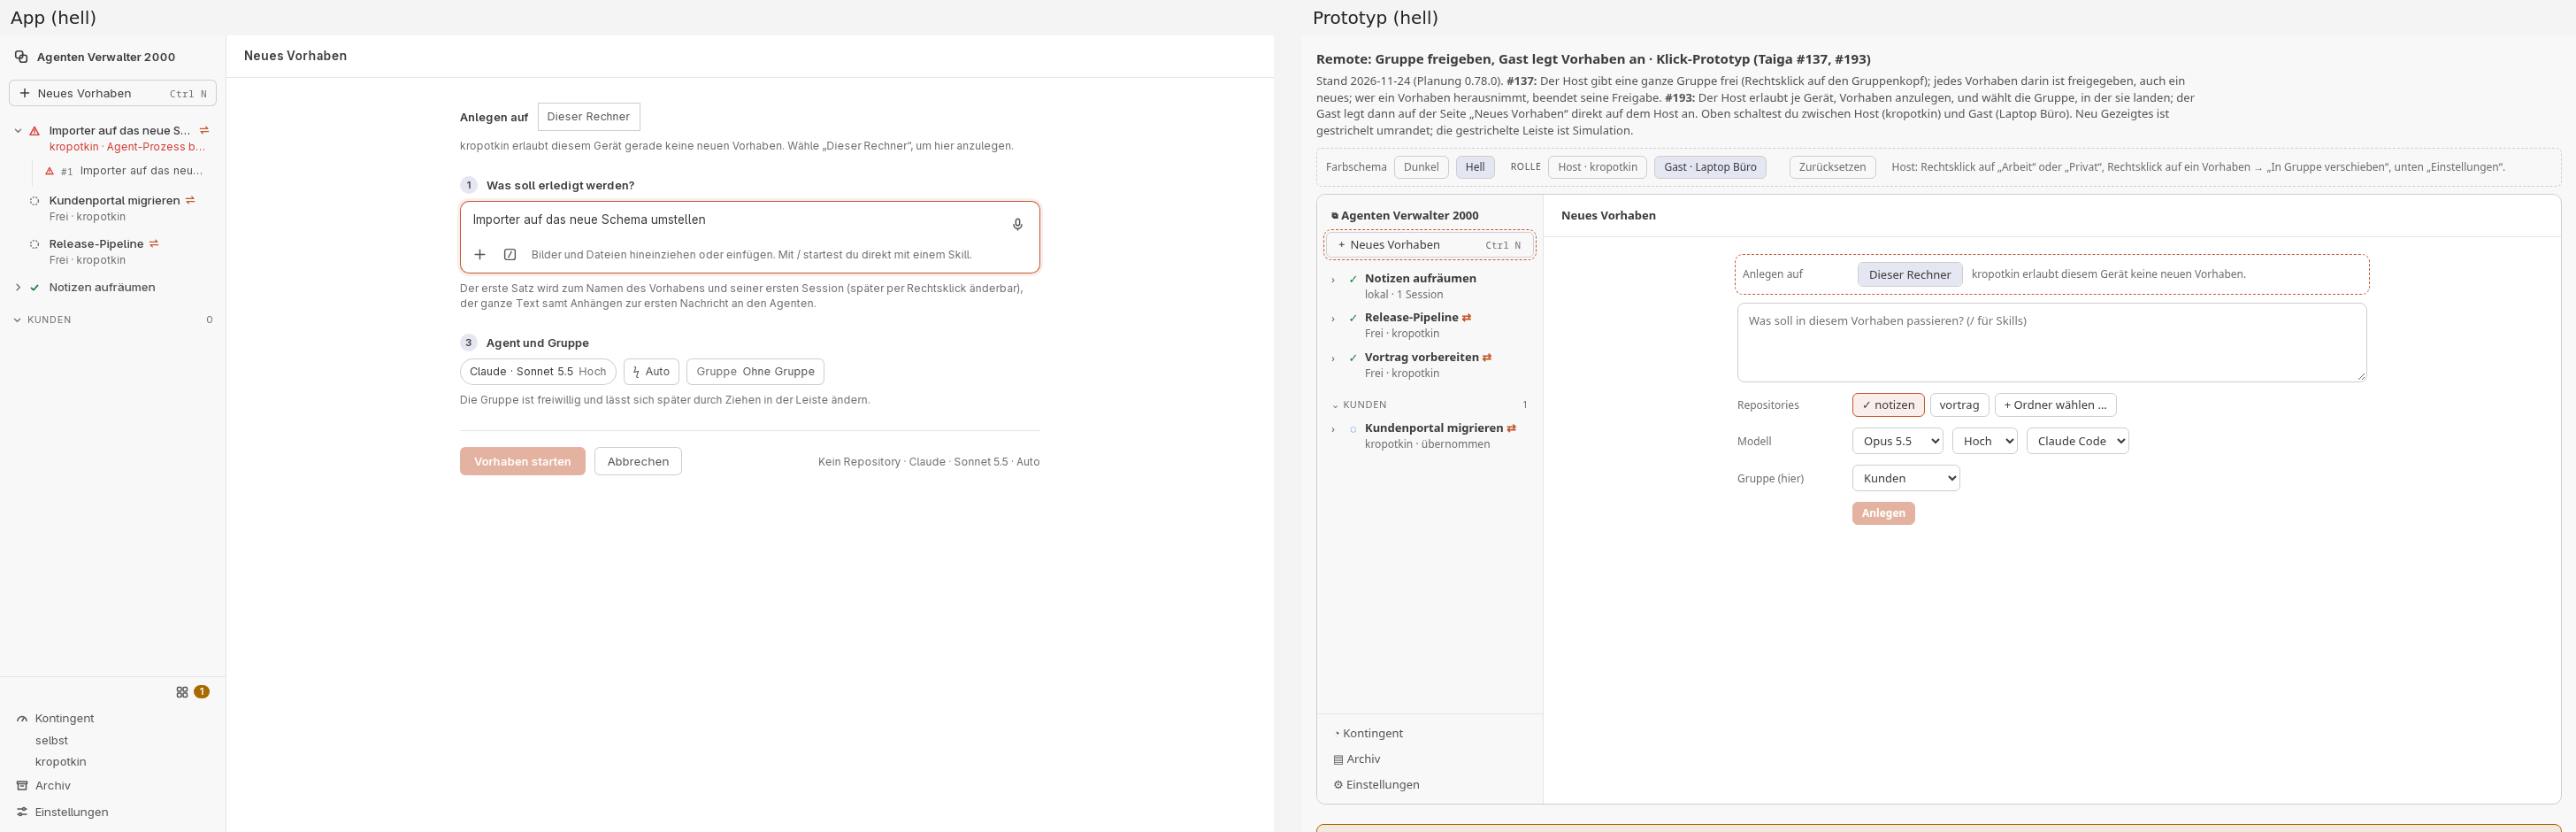 App (hell)
Agenten Verwalter 2000
Neues Vorhaben Ctrl N
Importer auf das neue S…
kropotkin · Agent-Prozess b…
#1 Importer auf das neu…
Kundenportal migrieren
Frei · kropotkin
Release-Pipeline
Frei · kropotkin
Notizen aufräumen
KUNDEN 0
1
Kontingent
selbst
kropotkin
Archiv
Einstellungen
Neues Vorhaben
Anlegen auf Dieser Rechner
kropotkin erlaubt diesem Gerät gerade keine neuen Vorhaben. Wähle „Dieser Rechner“, um hier anzulegen.
1 Was soll erledigt werden?
Importer auf das neue Schema umstellen
Bilder und Dateien hineinziehen oder einfügen. Mit / startest du direkt mit einem Skill.
Der erste Satz wird zum Namen des Vorhabens und seiner ersten Session (später per Rechtsklick änderbar),
der ganze Text samt Anhängen zur ersten Nachricht an den Agenten.
3 Agent und Gruppe
Claude · Sonnet 5.5 Hoch Auto Gruppe Ohne Gruppe
Die Gruppe ist freiwillig und lässt sich später durch Ziehen in der Leiste ändern.
Vorhaben starten Abbrechen Kein Repository · Claude · Sonnet 5.5 · Auto
Prototyp (hell)
Remote: Gruppe freigeben, Gast legt Vorhaben an · Klick-Prototyp (Taiga #137, #193)
Stand 2026-11-24 (Planung 0.78.0). #137: Der Host gibt eine ganze Gruppe frei (Rechtsklick auf den Gruppenkopf); jedes Vorhaben darin ist freigegeben, auch ein
neues; wer ein Vorhaben herausnimmt, beendet seine Freigabe. #193: Der Host erlaubt je Gerät, Vorhaben anzulegen, und wählt die Gruppe, in der sie landen; der
Gast legt dann auf der Seite „Neues Vorhaben“ direkt auf dem Host an. Oben schaltest du zwischen Host (kropotkin) und Gast (Laptop Büro). Neu Gezeigtes ist
gestrichelt umrandet; die gestrichelte Leiste ist Simulation.
Farbschema Dunkel Hell ROLLE Host · kropotkin Gast · Laptop Büro Zurücksetzen Host: Rechtsklick auf „Arbeit“ oder „Privat“, Rechtsklick auf ein Vorhaben → „In Gruppe verschieben“, unten „Einstellungen“.
Agenten Verwalter 2000
+ Neues Vorhaben Ctrl N
Notizen aufräumen
lokal · 1 Session
Release-Pipeline ⇄
Frei · kropotkin
Vortrag vorbereiten ⇄
Frei · kropotkin
KUNDEN 1
Kundenportal migrieren ⇄
kropotkin · übernommen
Kontingent
Archiv
Einstellungen
Neues Vorhaben
Anlegen auf Dieser Rechner kropotkin erlaubt diesem Gerät keine neuen Vorhaben.
Was soll in diesem Vorhaben passieren? (/ für Skills)
Repositories ✓ notizen vortrag + Ordner wählen …
Modell Opus 5.5 Hoch Claude Code
Gruppe (hier) Kunden
Anlegen